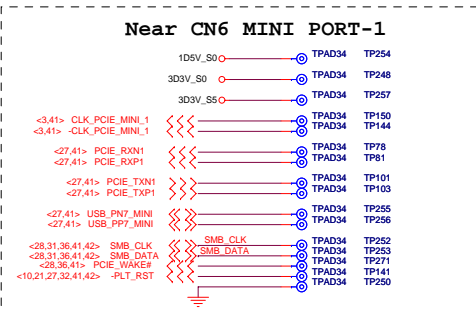 Near CN6 MINI PORT-1
1D5V_S0 TPAD34 TP254
3D3V_S0 TPAD34 TP248
3D3V_S5 TPAD34 TP257
<3,41> CLK_PCIE_MINI_1 TPAD34 TP150
<3,41> -CLK_PCIE_MINI_1 TPAD34 TP144
<27,41> PCIE_RXN1 TPAD34 TP78
<27,41> PCIE_RXP1 TPAD34 TP81
<27,41> PCIE_TXN1 TPAD34 TP101
<27,41> PCIE_TXP1 TPAD34 TP103
<27,41> USB_PN7_MINI TPAD34 TP255
<27,41> USB_PP7_MINI TPAD34 TP256
<28,31,36,41,42> SMB_CLK SMB_CLK TPAD34 TP252
<28,31,36,41,42> SMB_DATA SMB_DATA TPAD34 TP253
<28,36,41> PCIE_WAKE# TPAD34 TP271
<10,21,27,32,41,42> -PLT_RST TPAD34 TP141
TPAD34 TP250